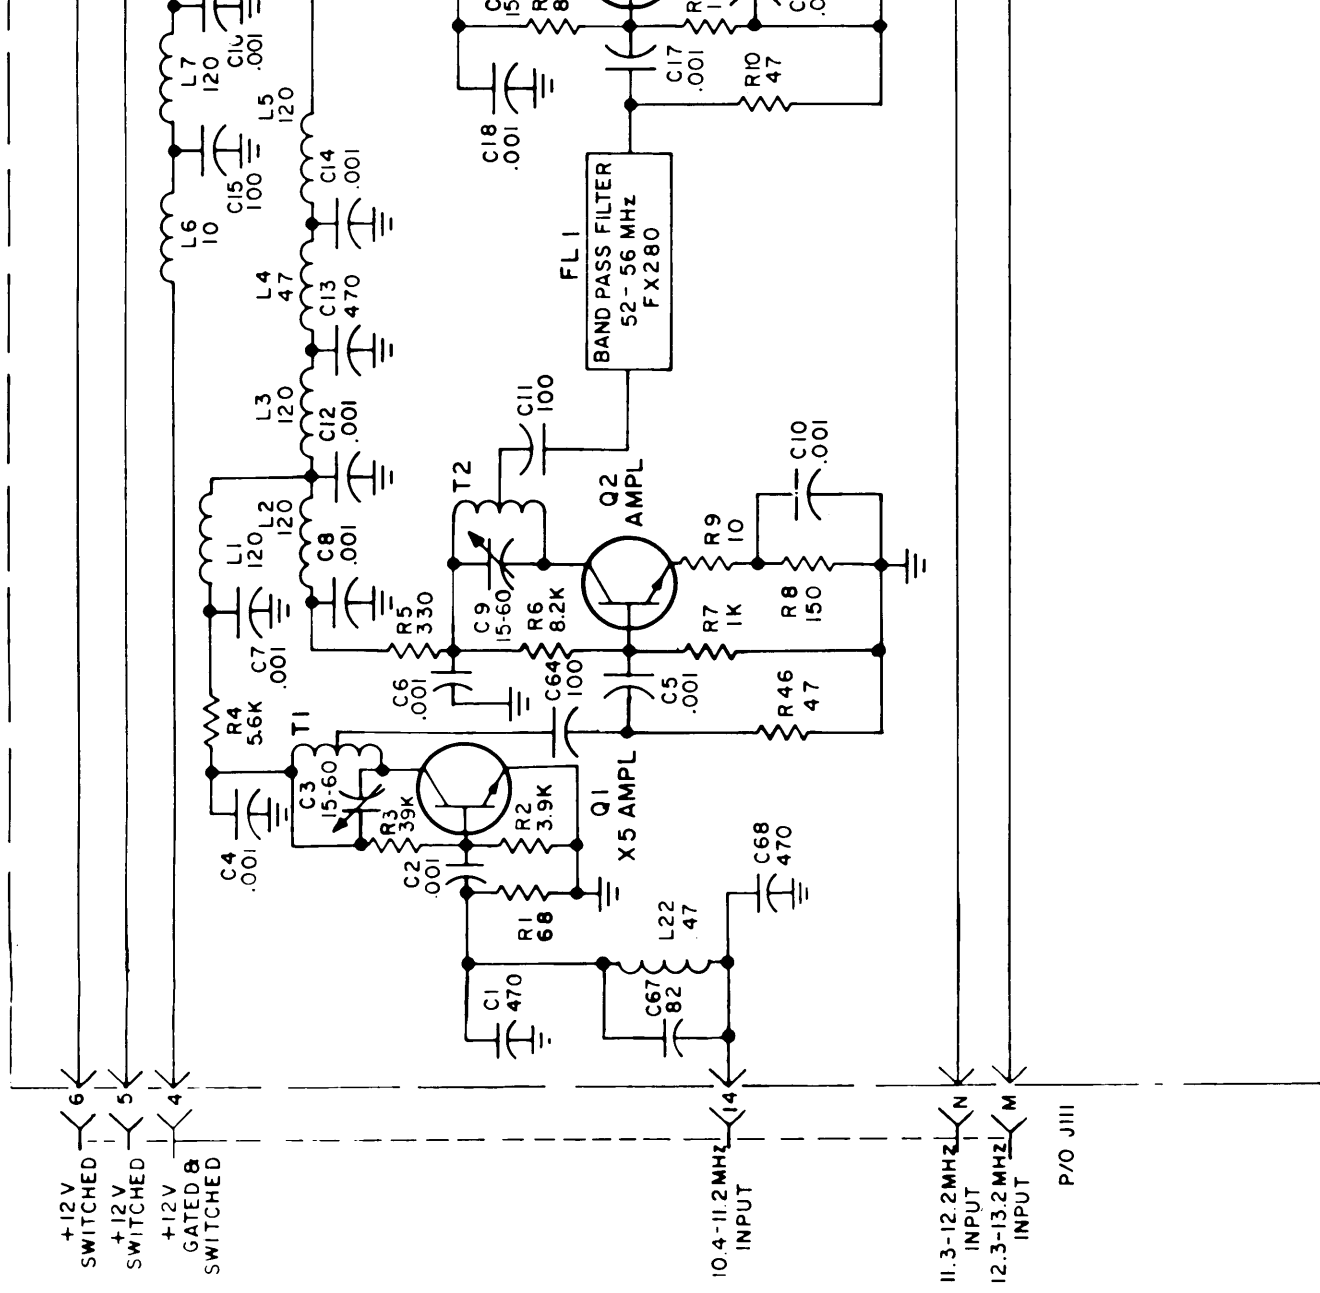 +12V
SWITCHED
+12V
SWITCHED
+12V
GATED &
SWITCHED
10.4-11.2MHz
INPUT
11.3-12.2MHz
INPUT
12.3-13.2MHz
INPUT
P/O J111
6
5
4
14
N
M
C1
470
C67
82
L22
47
C68
470
R1
68
C2
.001
R2
3.9K
R3
39K
C4
.001
C3
15-60
T1
Q1
X5 AMPL
R4
5.6K
C7
.001
L1
120
L2
120
C8
.001
R5
330
C6
.001
C64
100
C5
.001
R46
47
C9
15-60
R6
8.2K
R7
1K
R8
150
R9
10
C10
.001
T2
Q2
AMPL
C11
100
L3
120
C12
.001
L4
47
C13
470
C14
.001
L5
120
L6
10
C15
100
L7
120
C16
.001
FL1
BAND PASS FILTER
52-56 MHz
FX280
C18
.001
C17
.001
R10
47